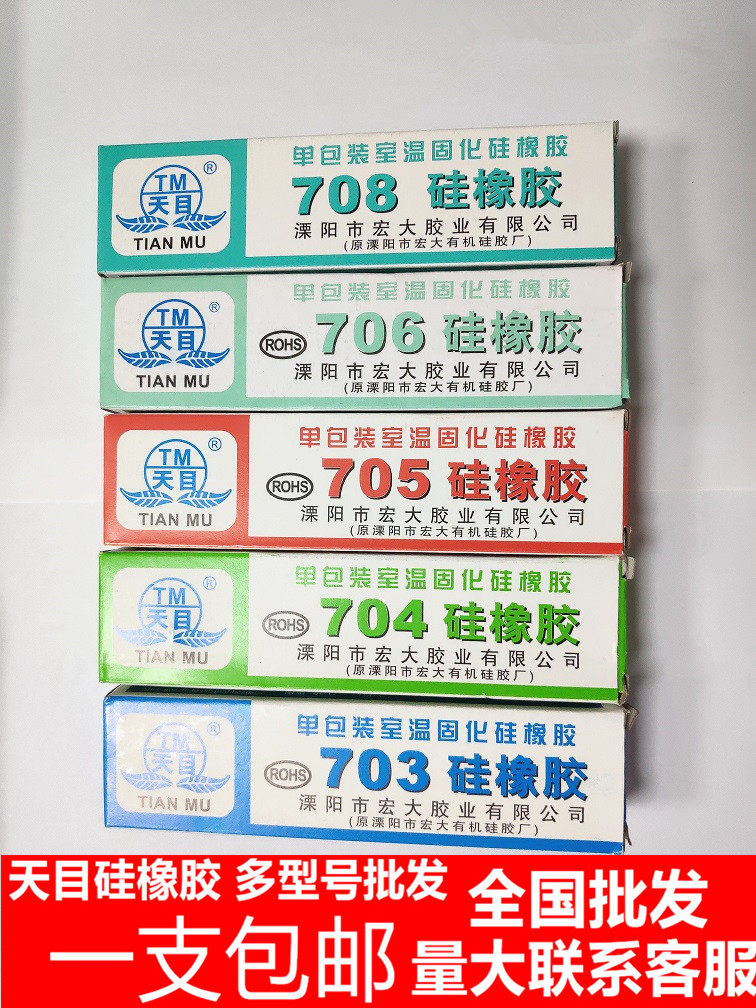 TM
®
天目
TIAN MU
单包装室温固化硅橡胶
708 硅橡胶
溧阳市宏大胶业有限公司
(原溧阳市宏大有机硅胶厂)
TM
®
天目
TIAN MU
单包装室温固化硅橡胶
ROHS 706 硅橡胶
溧阳市宏大胶业有限公司
(原溧阳市宏大有机硅胶厂)
TM
®
天目
TIAN MU
单包装室温固化硅橡胶
ROHS 705 硅橡胶
溧阳市宏大胶业有限公司
(原溧阳市宏大有机硅胶厂)
TM
®
天目
TIAN MU
单包装室温固化硅橡胶
ROHS 704 硅橡胶
溧阳市宏大胶业有限公司
(原溧阳市宏大有机硅胶厂)
TM
®
天目
TIAN MU
单包装室温固化硅橡胶
ROHS 703 硅橡胶
溧阳市宏大胶业有限公司
(原溧阳市宏大有机硅胶厂)
天目硅橡胶 多型号批发
一支包邮
全国批发
量大联系客服